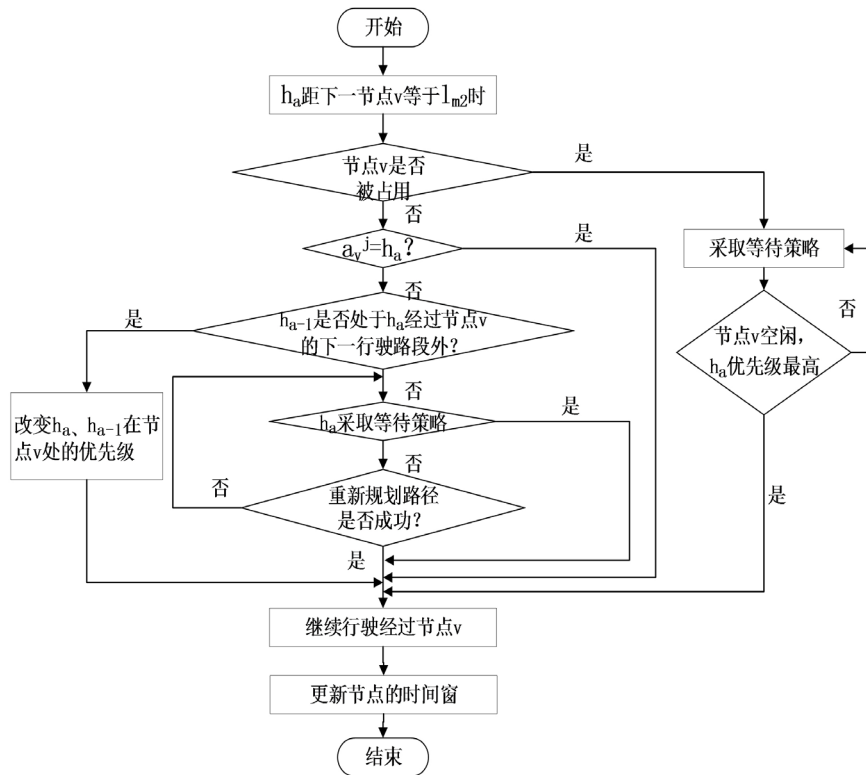 开始
hₐ距下一节点v等于lₘ₂时
节点v是否
被占用
是
否
aᵥʲ=hₐ?
是
采取等待策略
否
hₐ₋₁是否处于hₐ经过节点v
的下一行驶路段外?
是
否
节点v空闲,
hₐ优先级最高
否
改变hₐ、hₐ₋₁在节
点v处的优先级
hₐ采取等待策略
是
否
重新规划路径
是否成功?
否
是
是
继续行驶经过节点v
更新节点的时间窗
结束